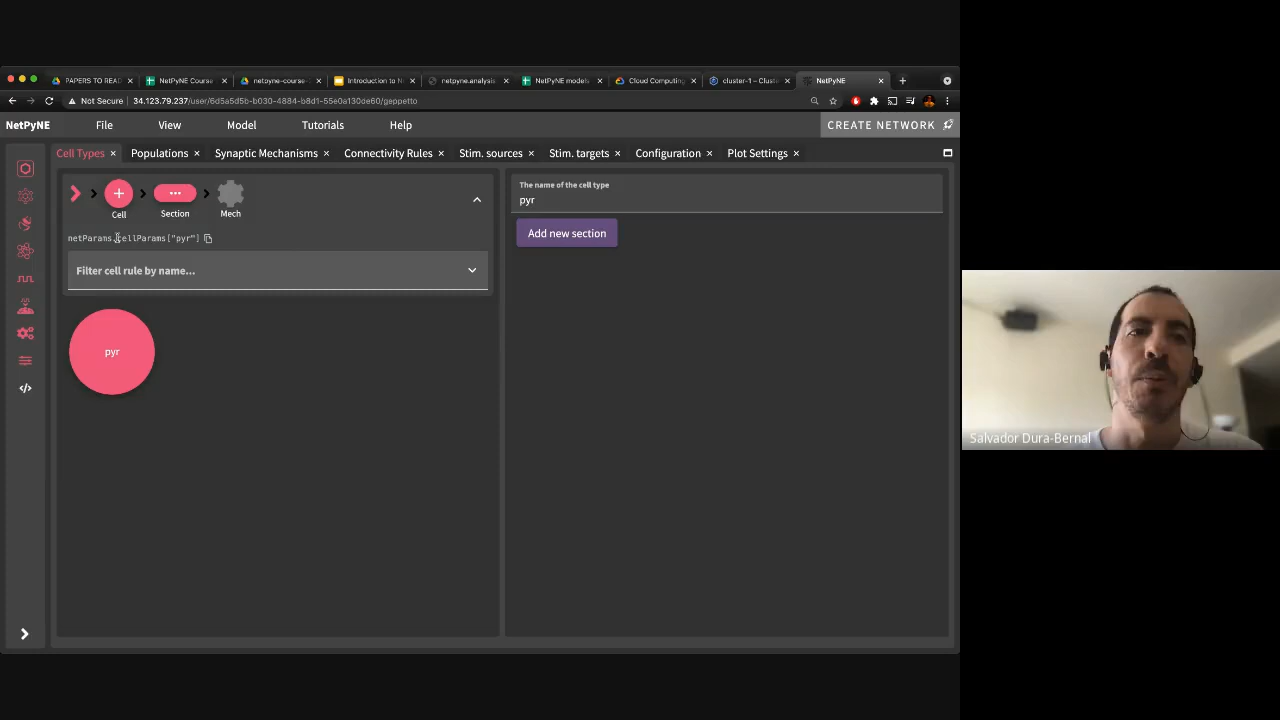 PAPERS TO READ
NetPyNE Course
netpyne-course
Introduction to N
netpyne.analysis
NetPyNE models
Cloud Computing
cluster-1 – Cluste
NetPyNE
Not Secure
34.123.79.237/user/6d5a5d5b-b030-4884-b8d1-55e0a130de60/geppetto
NetPyNE
File
View
Model
Tutorials
Help
CREATE NETWORK
Cell Types
Populations
Synaptic Mechanisms
Connectivity Rules
Stim. sources
Stim. targets
Configuration
Plot Settings
Cell
Section
Mech
netParams.cellParams["pyr"]
Filter cell rule by name...
pyr
The name of the cell type
pyr
Add new section
Salvador Dura-Bernal